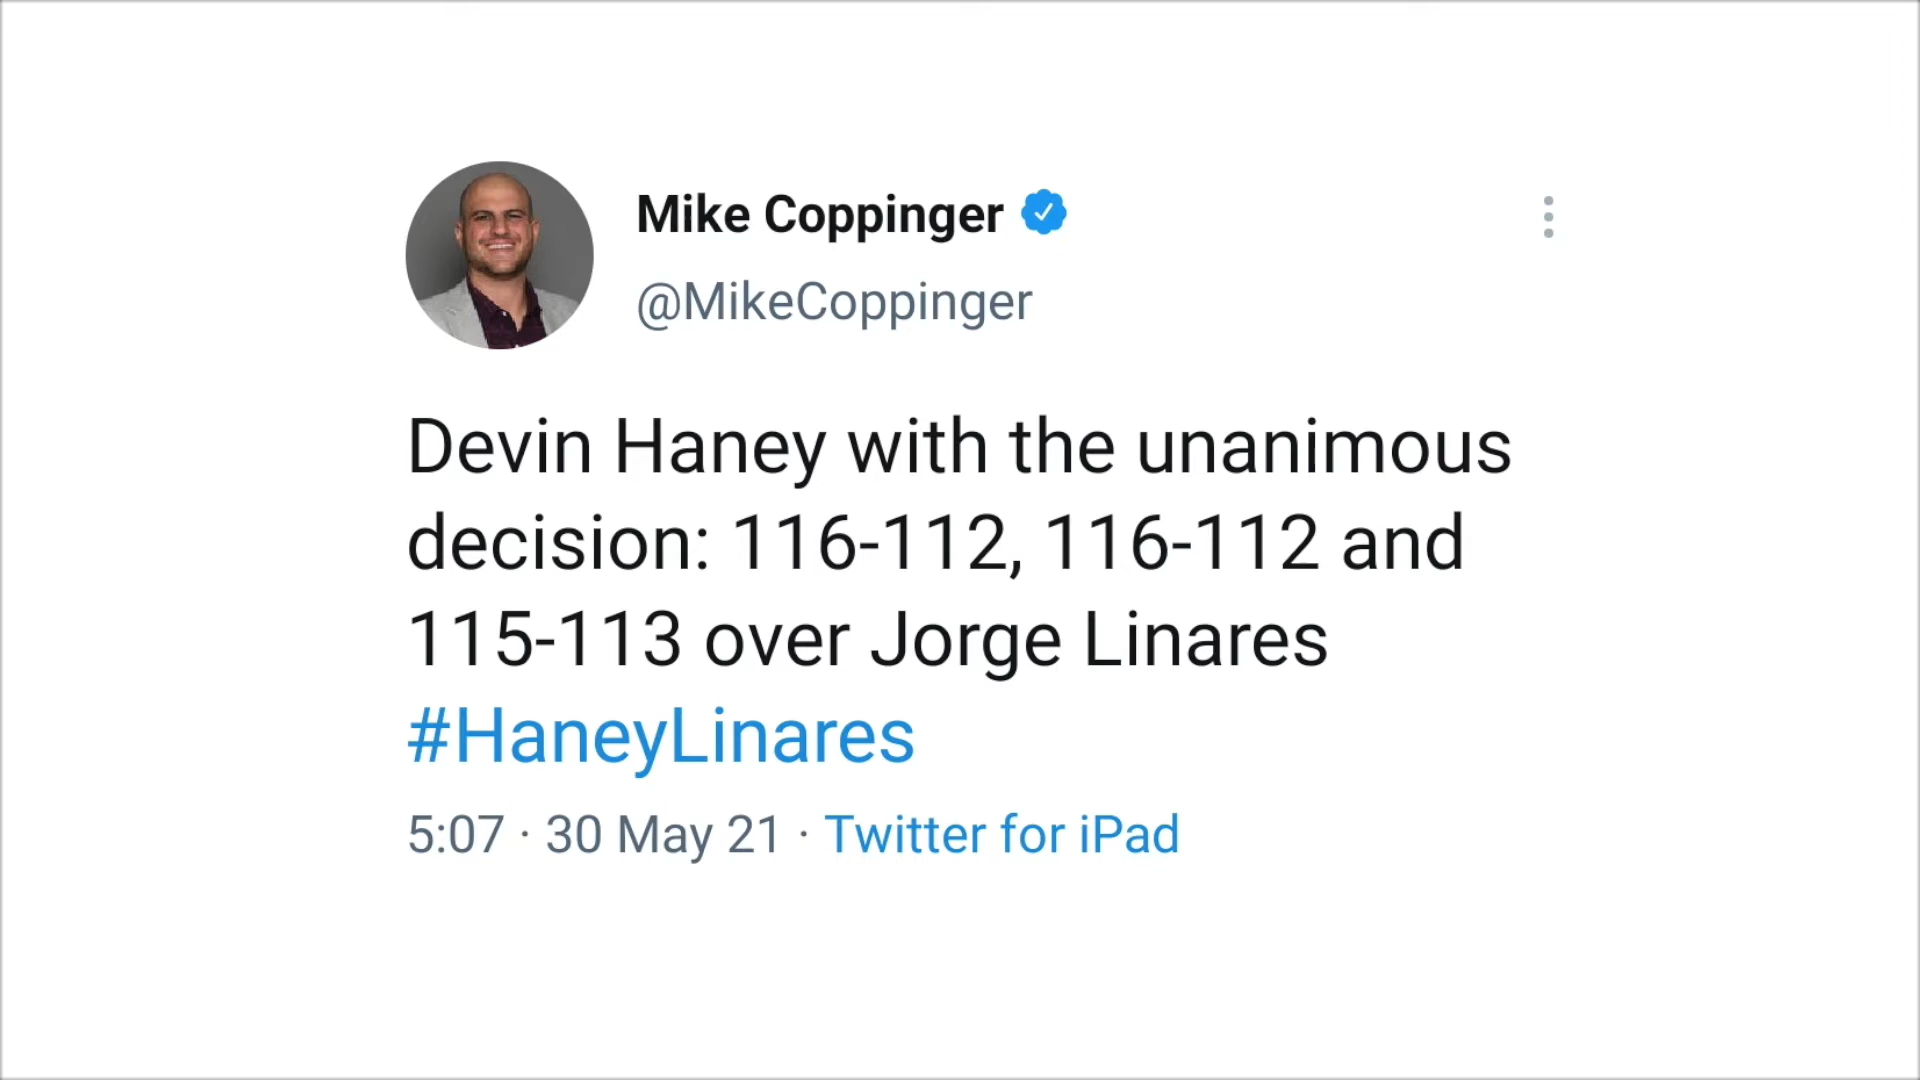 Mike Coppinger
@MikeCoppinger
Devin Haney with the unanimous
decision: 116-112, 116-112 and
115-113 over Jorge Linares
#HaneyLinares
5:07 · 30 May 21 · Twitter for iPad